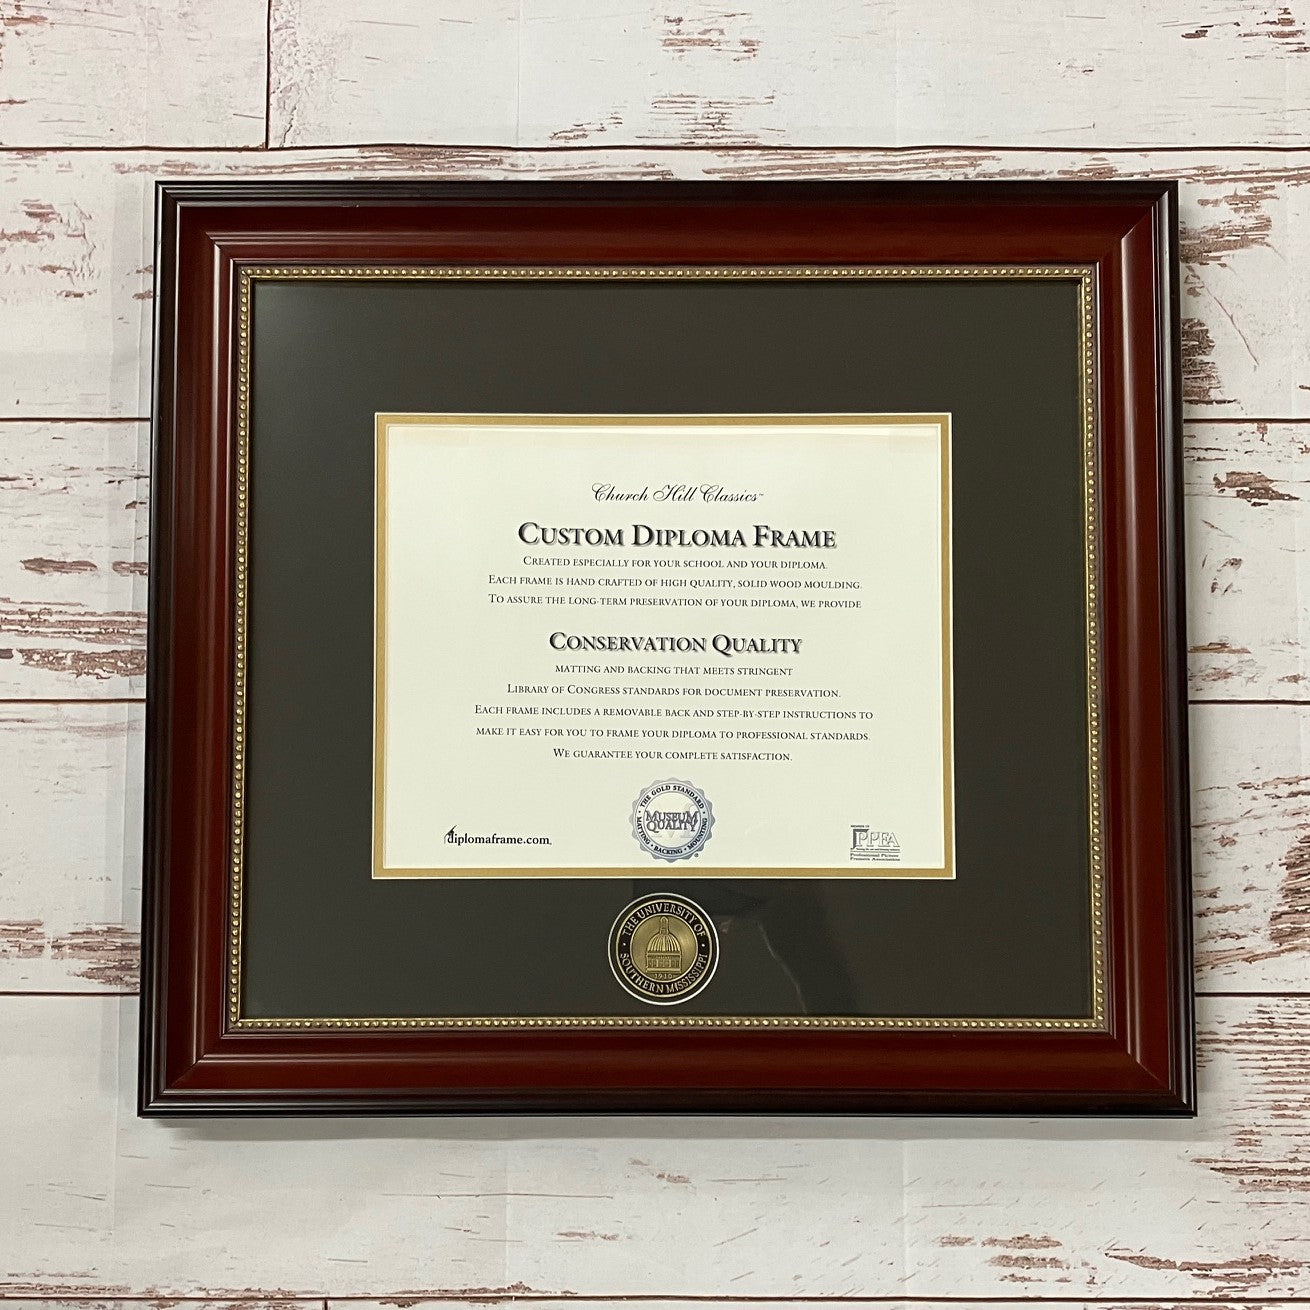 Church Hill Classics™
CUSTOM DIPLOMA FRAME
CREATED ESPECIALLY FOR YOUR SCHOOL AND YOUR DIPLOMA.
EACH FRAME IS HAND CRAFTED OF HIGH QUALITY, SOLID WOOD MOULDING.
TO ASSURE THE LONG-TERM PRESERVATION OF YOUR DIPLOMA, WE PROVIDE
CONSERVATION QUALITY
MATTING AND BACKING THAT MEETS STRINGENT
LIBRARY OF CONGRESS STANDARDS FOR DOCUMENT PRESERVATION.
EACH FRAME INCLUDES A REMOVABLE BACK AND STEP-BY-STEP INSTRUCTIONS TO
MAKE IT EASY FOR YOU TO FRAME YOUR DIPLOMA TO PROFESSIONAL STANDARDS.
WE GUARANTEE YOUR COMPLETE SATISFACTION.
diplomaframe.com
THE GOLD STANDARD
MUSEUM
QUALITY
MATTING • BACKING • MOUNTING
PPFA
Professional Picture
Framers Association
THE UNIVERSITY OF
SOUTHERN MISSISSIPPI
1910